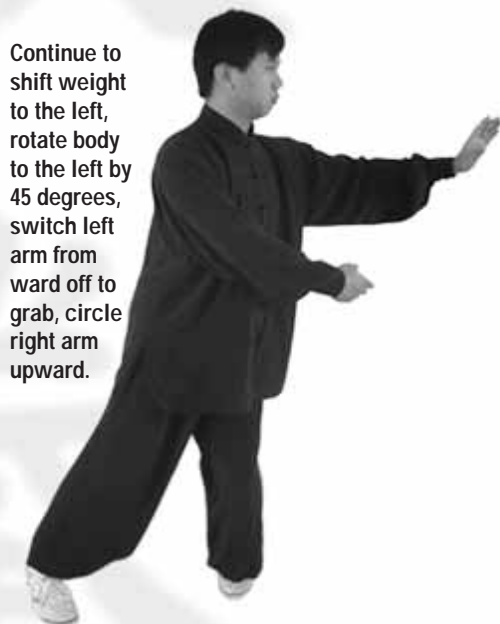 Continue to
shift weight
to the left,
rotate body
to the left by
45 degrees,
switch left
arm from
ward off to
grab, circle
right arm
upward.